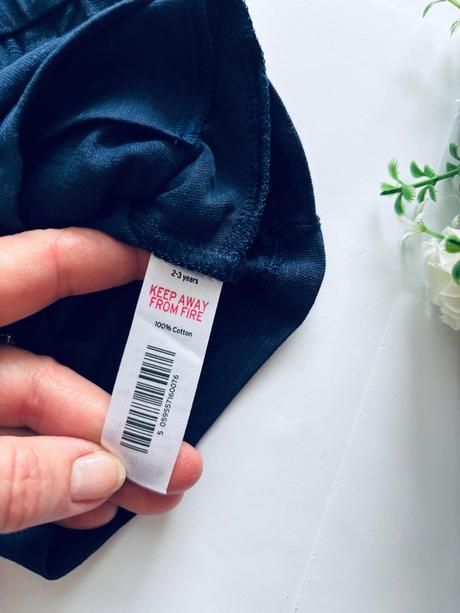 2-3 years
KEEP AWAY
FROM FIRE
100% Cotton
5 059557160076